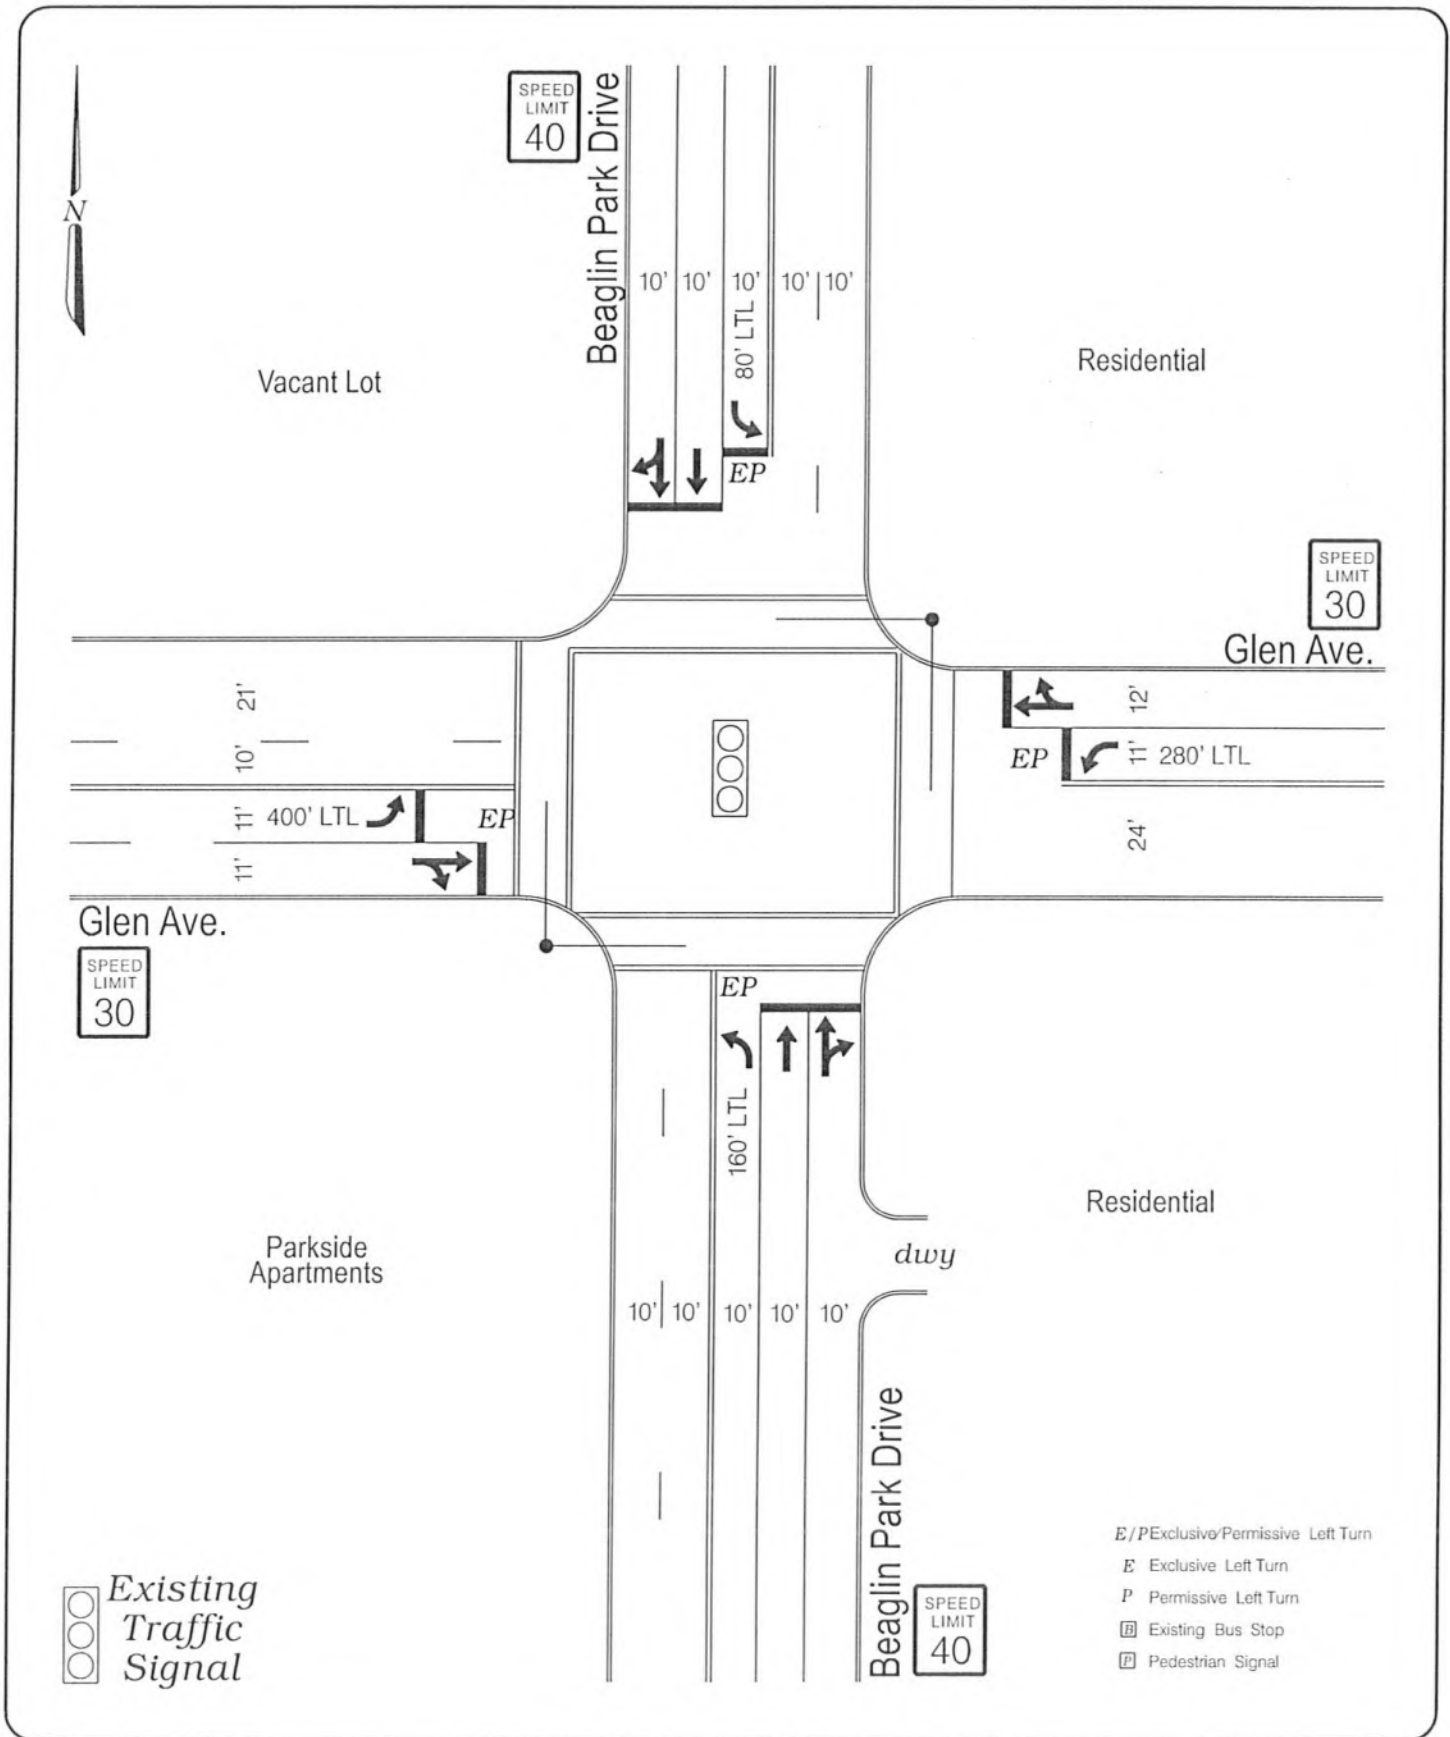 SPEED
LIMIT
40
Beaglin Park Drive
N
10' 10' 10' 10' 10'
80' LTL
Vacant Lot
Residential
EP
SPEED
LIMIT
30
Glen Ave.
21'
12'
10'
EP
11'
280' LTL
11'
400' LTL
EP
24'
11'
Glen Ave.
SPEED
LIMIT
30
EP
160' LTL
Residential
Parkside
Apartments
dwy
10' 10' 10' 10' 10'
Beaglin Park Drive
SPEED
LIMIT
40
Existing
Traffic
Signal
E/P Exclusive/Permissive Left Turn
E Exclusive Left Turn
P Permissive Left Turn
B Existing Bus Stop
P Pedestrian Signal